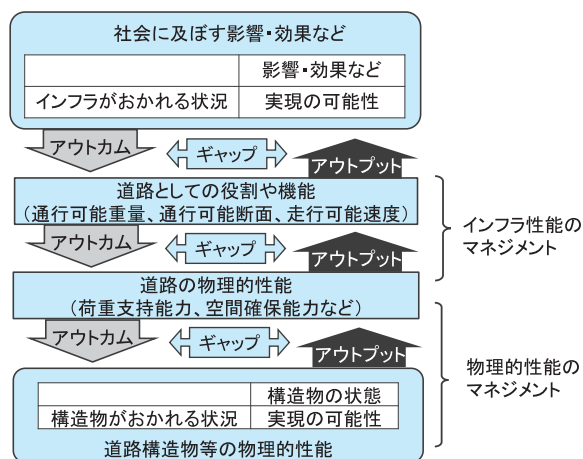 社会に及ぼす影響・効果など
影響・効果など
インフラがおかれる状況 実現の可能性
アウトカム ギャップ アウトプット
道路としての役割や機能
(通行可能重量、通行可能断面、走行可能速度)
インフラ性能の
マネジメント
アウトカム ギャップ アウトプット
道路の物理的性能
(荷重支持能力、空間確保能力など)
アウトカム ギャップ アウトプット
物理的性能の
マネジメント
構造物の状態
構造物がおかれる状況 実現の可能性
道路構造物等の物理的性能